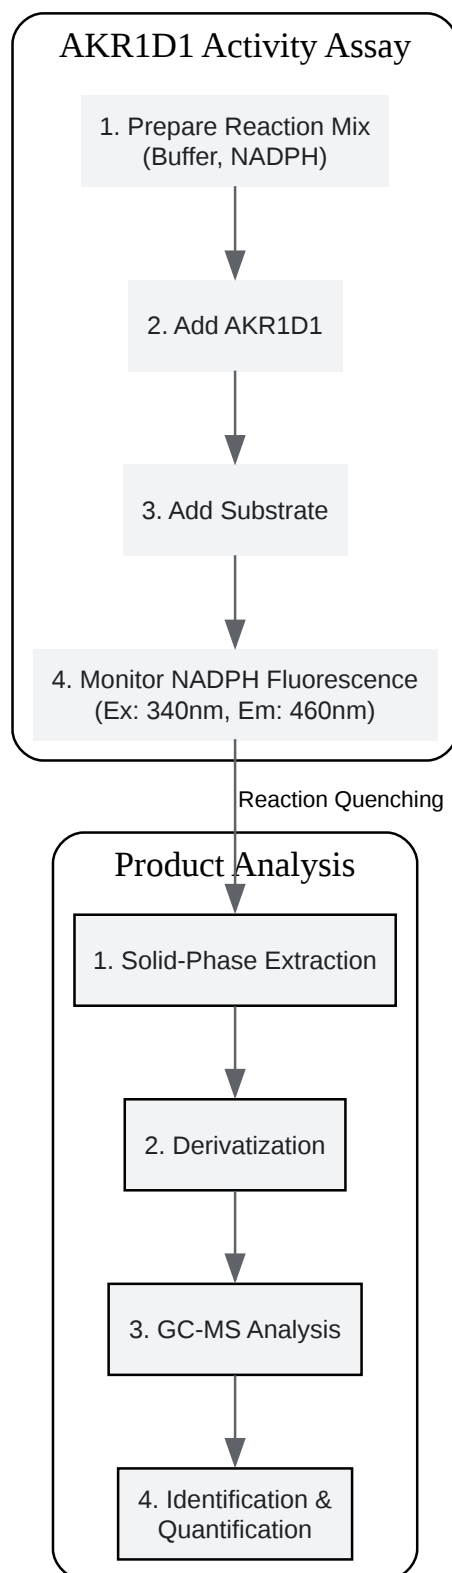 AKR1D1 Activity Assay
1. Prepare Reaction Mix
(Buffer, NADPH)
2. Add AKR1D1
3. Add Substrate
4. Monitor NADPH Fluorescence
(Ex: 340nm, Em: 460nm)
Reaction Quenching
Product Analysis
1. Solid-Phase Extraction
2. Derivatization
3. GC-MS Analysis
4. Identification &
Quantification